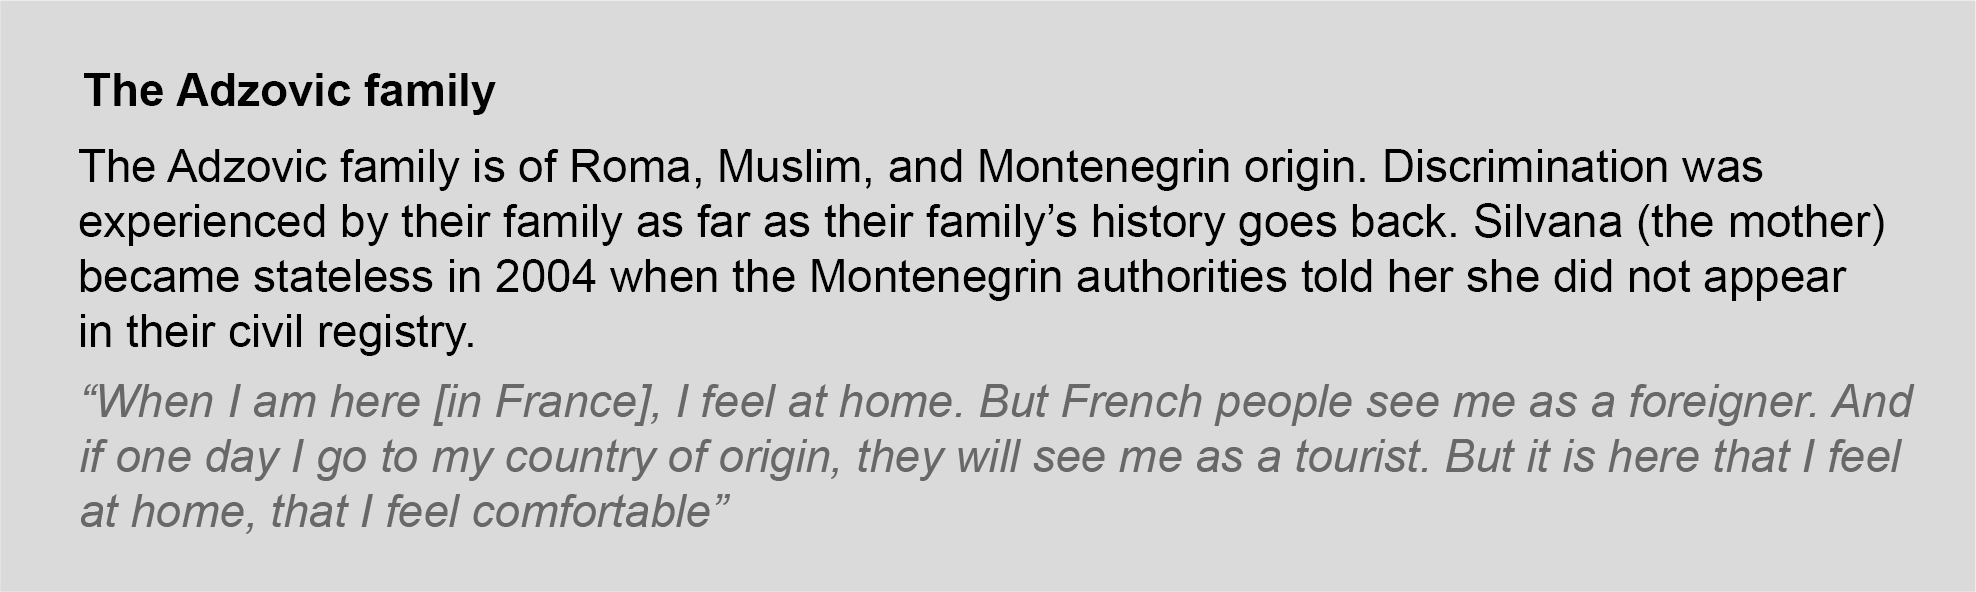 The Adzovic family
The Adzovic family is of Roma, Muslim, and Montenegrin origin. Discrimination was
experienced by their family as far as their family’s history goes back. Silvana (the mother)
became stateless in 2004 when the Montenegrin authorities told her she did not appear
in their civil registry.
“When I am here [in France], I feel at home. But French people see me as a foreigner. And
if one day I go to my country of origin, they will see me as a tourist. But it is here that I feel
at home, that I feel comfortable”